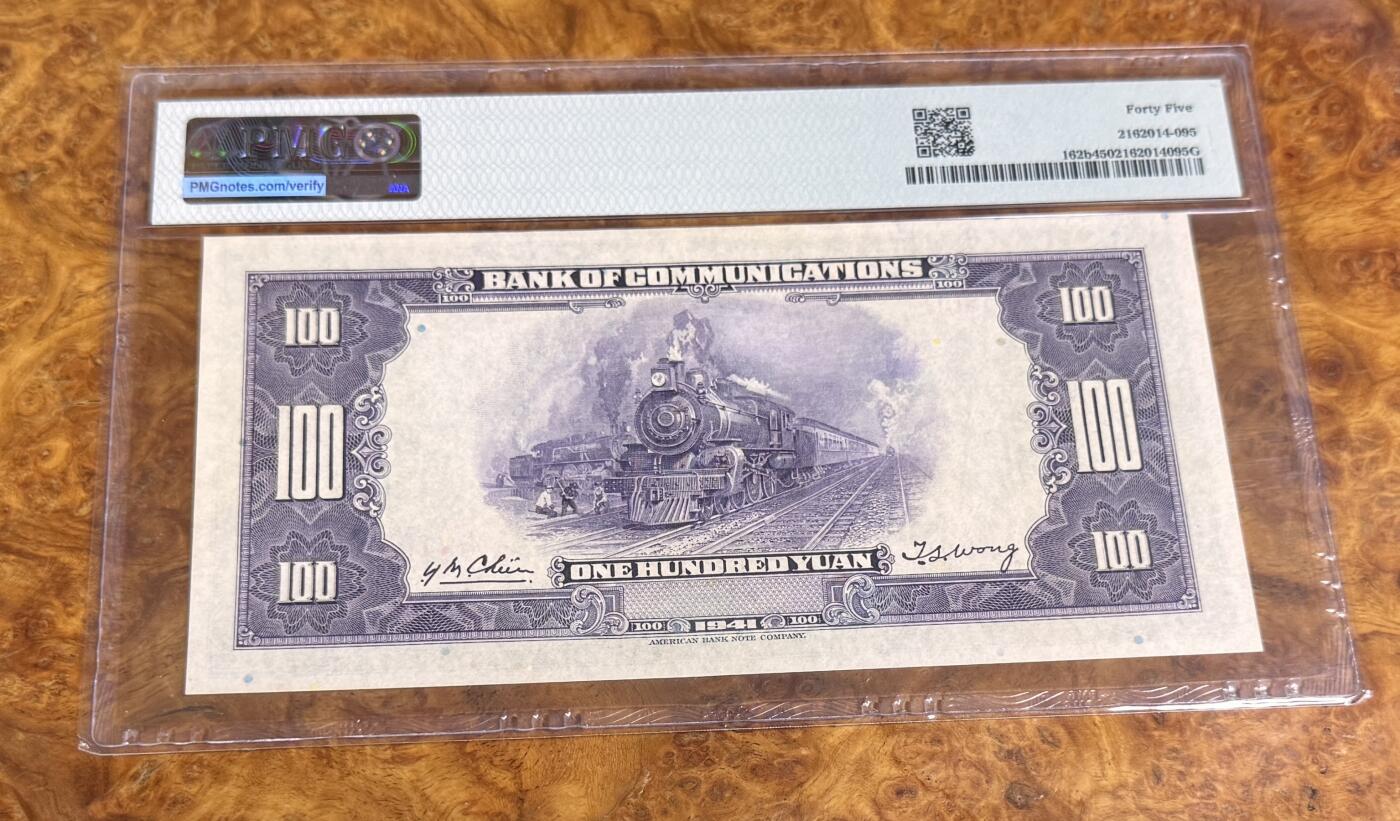 PMG
PMGnotes.com/verify
Forty Five
2162014-095
162b4502162014095G
BANK OF COMMUNICATIONS
100 100
100 100
100 100
100 100
Y M Chien ONE HUNDRED YUAN T. S. Wong
100 1941 100
AMERICAN BANK NOTE COMPANY.